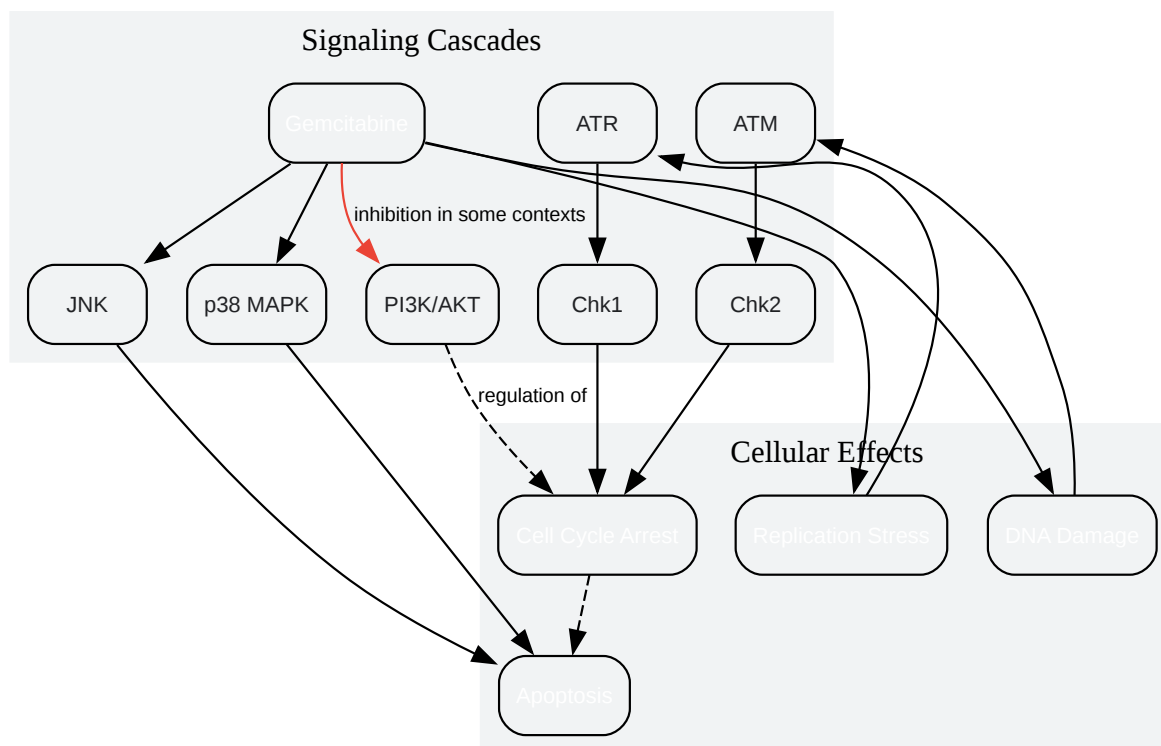 Signaling Cascades
Gemcitabine
ATR
ATM
inhibition in some contexts
JNK
p38 MAPK
PI3K/AKT
Chk1
Chk2
regulation of
Cellular Effects
Cell Cycle Arrest
Replication Stress
DNA Damage
Apoptosis